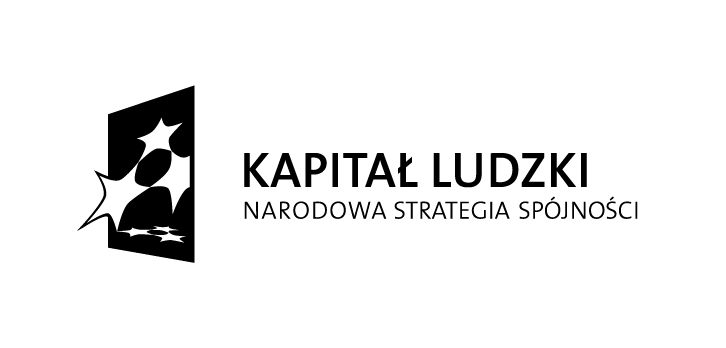 KAPITAŁ LUDZKI
NARODOWA STRATEGIA SPÓJNOŚCI